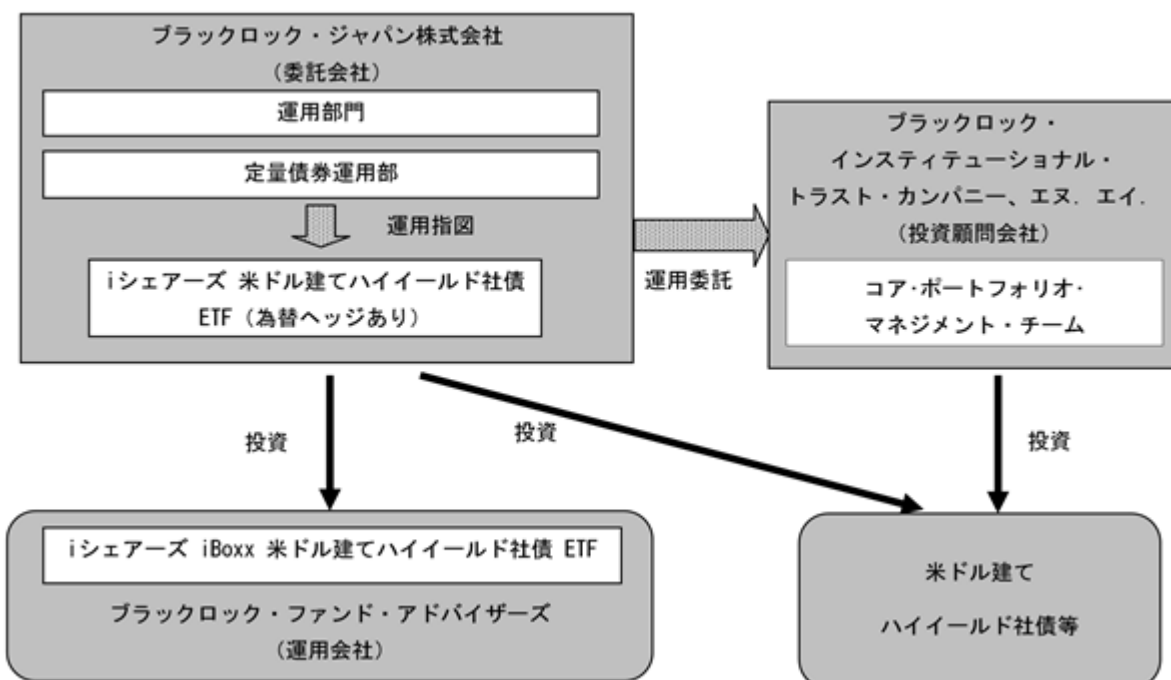 ブラックロック・ジャパン株式会社
(委託会社)
運用部門
定量債券運用部
運用指図
iシェアーズ 米ドル建てハイイールド社債
ETF(為替ヘッジあり)
運用委託
ブラックロック・
インスティテューショナル・
トラスト・カンパニー、エヌ. エイ.
(投資顧問会社)
コア・ポートフォリオ・
マネジメント・チーム
投資
投資
投資
iシェアーズ iBoxx 米ドル建てハイイールド社債 ETF
ブラックロック・ファンド・アドバイザーズ
(運用会社)
米ドル建て
ハイイールド社債等